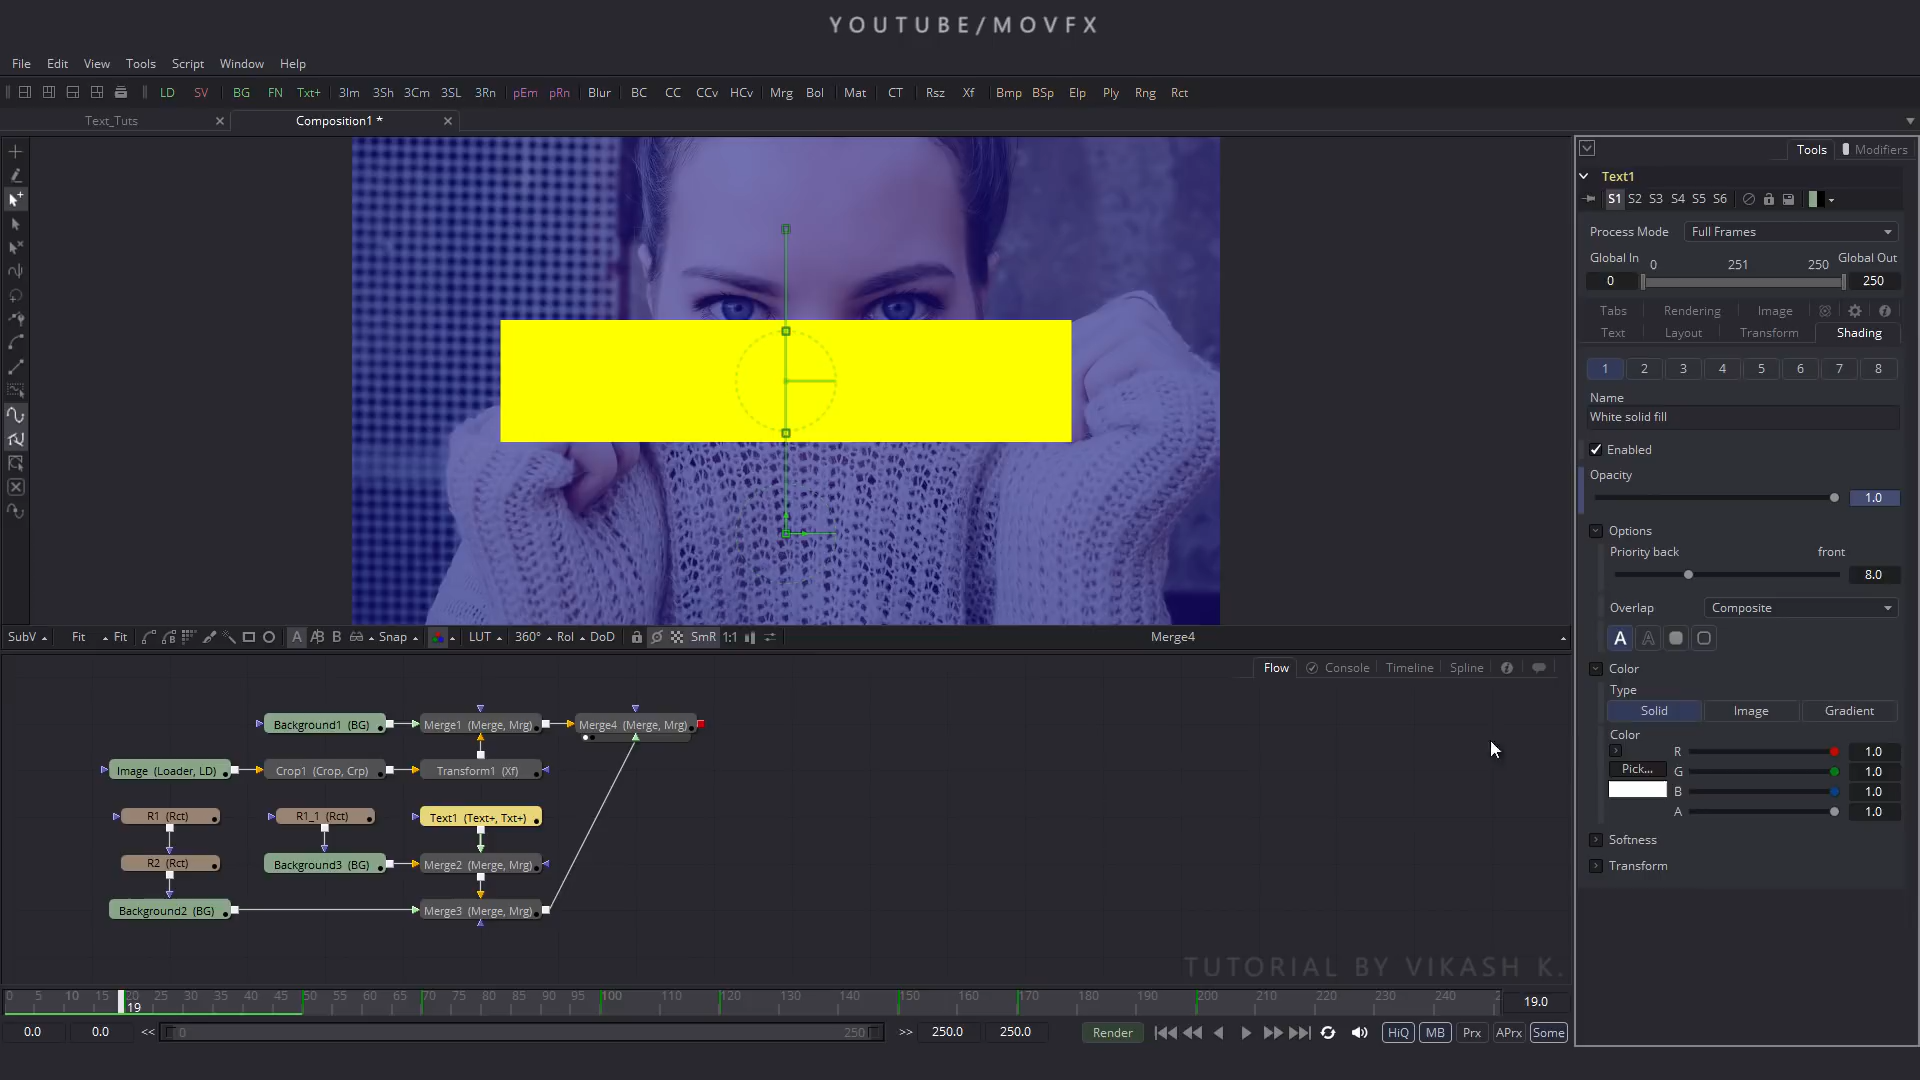 YOUTUBE/MOVFX
File Edit View Tools Script Window Help
LD SV BG FN Txt+ 3Im 3Sh 3Cm 3SL 3Rn pEm pRn Blur BC CC CCv HCv Mrg Bol Mat CT Rsz Xf Bmp BSp Elp Ply Rng Rct
Text_Tuts Composition1 *
Tools Modifiers
Text1
S1 S2 S3 S4 S5 S6
Process Mode Full Frames
Global In 0 251 250 Global Out
0 250
Tabs Rendering Image
Text Layout Transform Shading
1 2 3 4 5 6 7 8
Name
White solid fill
Enabled
Opacity
1.0
Options
Priority back front
8.0
Overlap Composite
A A
Color
Type
Solid Image Gradient
Color
R 1.0
Pick... G 1.0
B 1.0
A 1.0
Softness
Transform
SubV Fit Fit A B Snap LUT 360° RoI DoD SmR 1:1 Merge4
Flow Console Timeline Spline
Background1 (BG) Merge1 (Merge, Mrg) Merge4 (Merge, Mrg)
Image (Loader, LD) Crop1 (Crop, Crp) Transform1 (Xf)
R1 (Rct) R1_1 (Rct) Text1 (Text+, Txt+)
R2 (Rct) Background3 (BG) Merge2 (Merge, Mrg)
Background2 (BG) Merge3 (Merge, Mrg)
TUTORIAL BY VIKASH K.
0 5 10 15 20 25 30 35 40 45 50 55 60 65 70 75 80 85 90 95 100 110 120 130 140 150 160 170 180 190 200 210 220 230 240
19 19.0
0.0 0.0 << 0 250 >> 250.0 250.0 Render HiQ MB Prx APrx Some